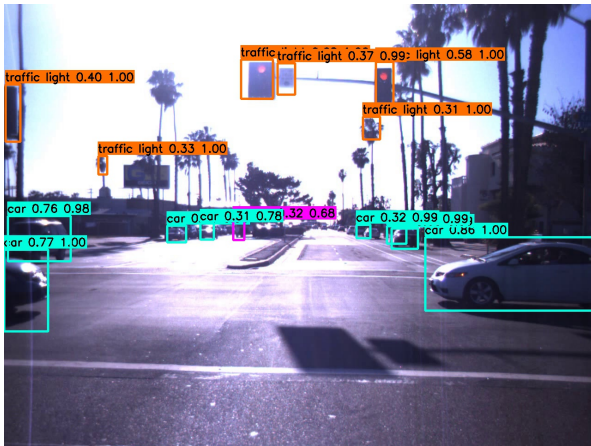 traffic light 0.37 0.99
light 0.58 1.00
traffic light 0.40 1.00
traffic light 0.31 1.00
traffic light 0.33 1.00
car 0.76 0.98
car 0.31 0.78
0.32 0.68
car 0.32 0.99
0.99
car 0.77 1.00
car 0.86 1.00